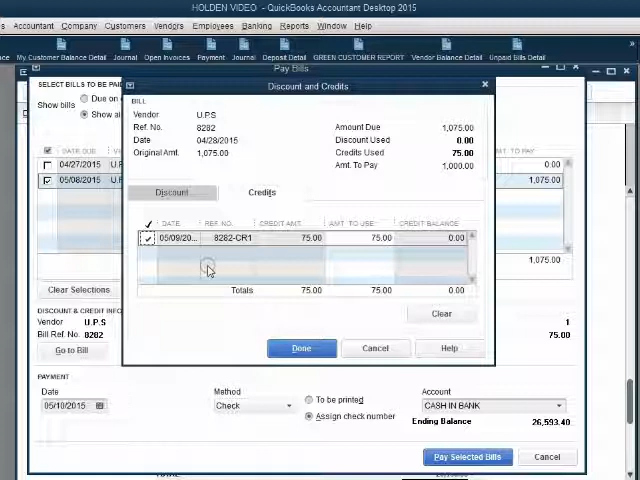 HOLDEN VIDEO - QuickBooks Accountant Desktop 2015
Accountant Company Customers Vendors Employees Banking Reports Window Help
My Customer Balance Detail Journal Open Invoices Payment Journal Deposit Detail GREEN CUSTOMER REPORT Vendor Balance Detail Unpaid Bills Detail
Pay Bills
SELECT BILLS TO BE PAI
Show bills
Due on
Show al
DATE DUE
04/27/2015 U.P
0.00
05/08/2015 U.P
1,075.00
1,075.00
Clear Selections
DISCOUNT & CREDIT INFO
Vendor U.P.S
1
Bill Ref. No. 8282
75.00
Go to Bill
Discount and Credits
BILL
Vendor U.P.S
Ref. No. 8282 Amount Due 1,075.00
Date 04/28/2015 Discount Used 0.00
Original Amt. 1,075.00 Credits Used 75.00
Amt. To Pay 1,000.00
Discount Credits
✓ DATE REF. NO. CREDIT AMT. AMT. TO USE CREDIT BALANCE
05/09/20... 8282-CR1 75.00 75.00 0.00
Totals 75.00 75.00 0.00
Clear
Done Cancel Help
PAYMENT
Date Method Account
05/10/2015 Check To be printed CASH IN BANK
Assign check number
Ending Balance 26,593.40
Pay Selected Bills Cancel